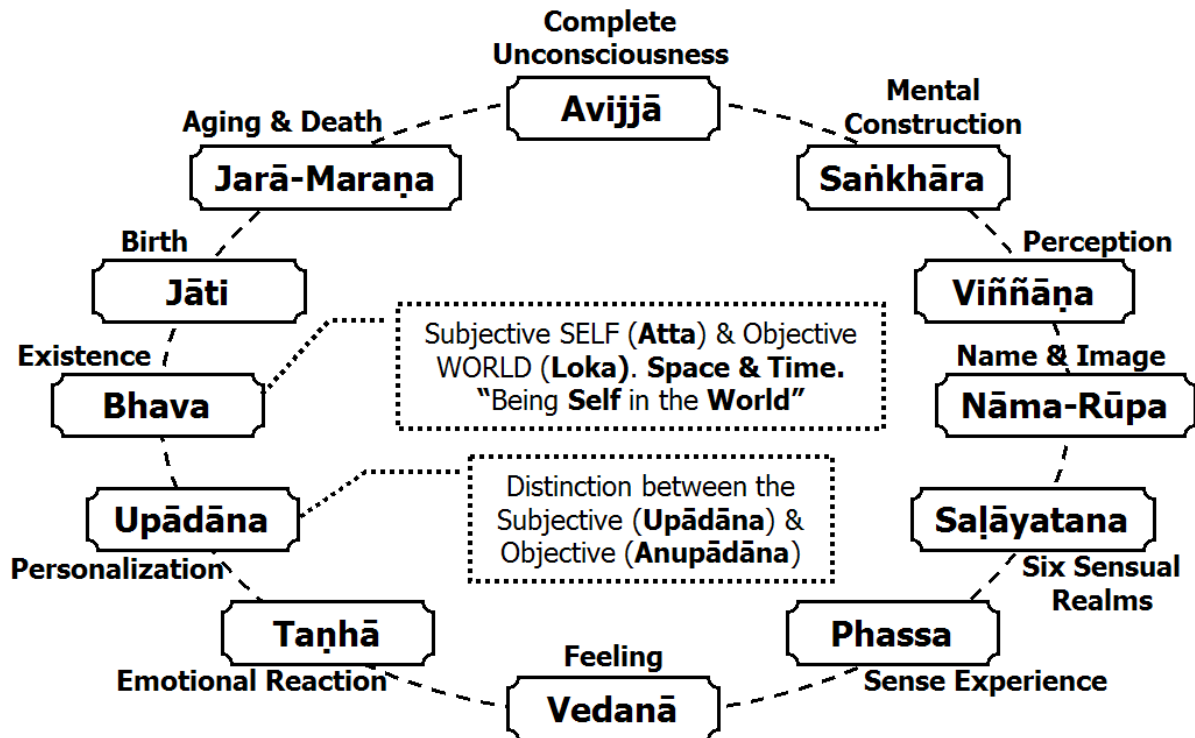 Complete
Unconsciousness
Avijjā
Mental
Construction
Saṅkhāra
Perception
Viññāṇa
Name & Image
Nāma-Rūpa
Saḷāyatana
Six Sensual
Realms
Phassa
Sense Experience
Feeling
Vedanā
Taṇhā
Emotional Reaction
Upādāna
Personalization
Existence
Bhava
Birth
Jāti
Aging & Death
Jarā-Maraṇa
Subjective SELF (Atta) & Objective
WORLD (Loka). Space & Time.
“Being Self in the World”
Distinction between the
Subjective (Upādāna) &
Objective (Anupādāna)